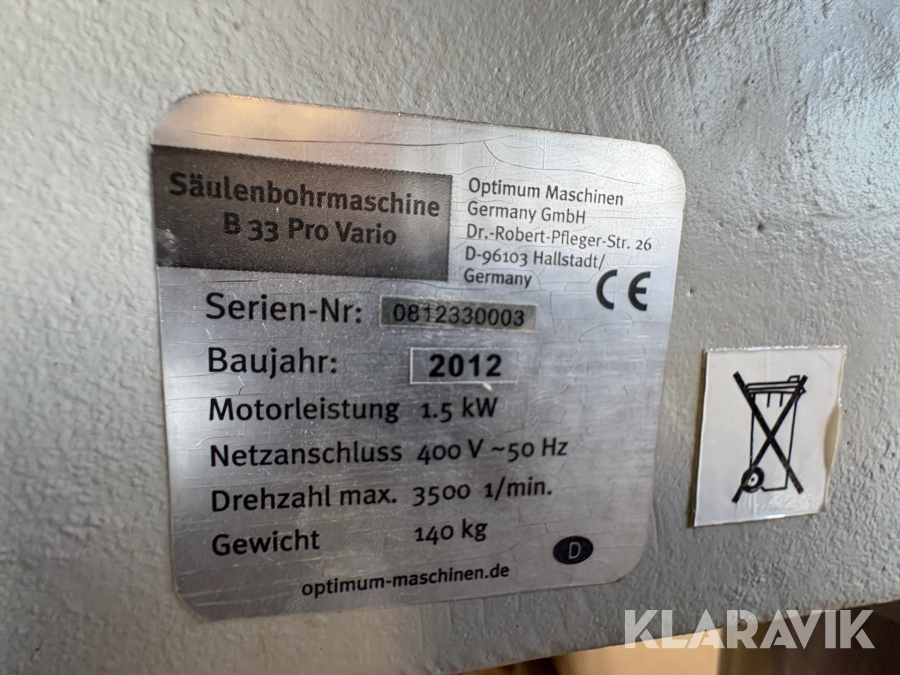 Säulenbohrmaschine
B 33 Pro Vario
Optimum Maschinen
Germany GmbH
Dr.-Robert-Pfleger-Str. 26
D-96103 Hallstadt/
Germany
CE
Serien-Nr: 0812330003
Baujahr: 2012
Motorleistung 1.5 kW
Netzanschluss 400 V ~50 Hz
Drehzahl max. 3500 1/min.
Gewicht 140 kg
D
optimum-maschinen.de
KLARAVIK